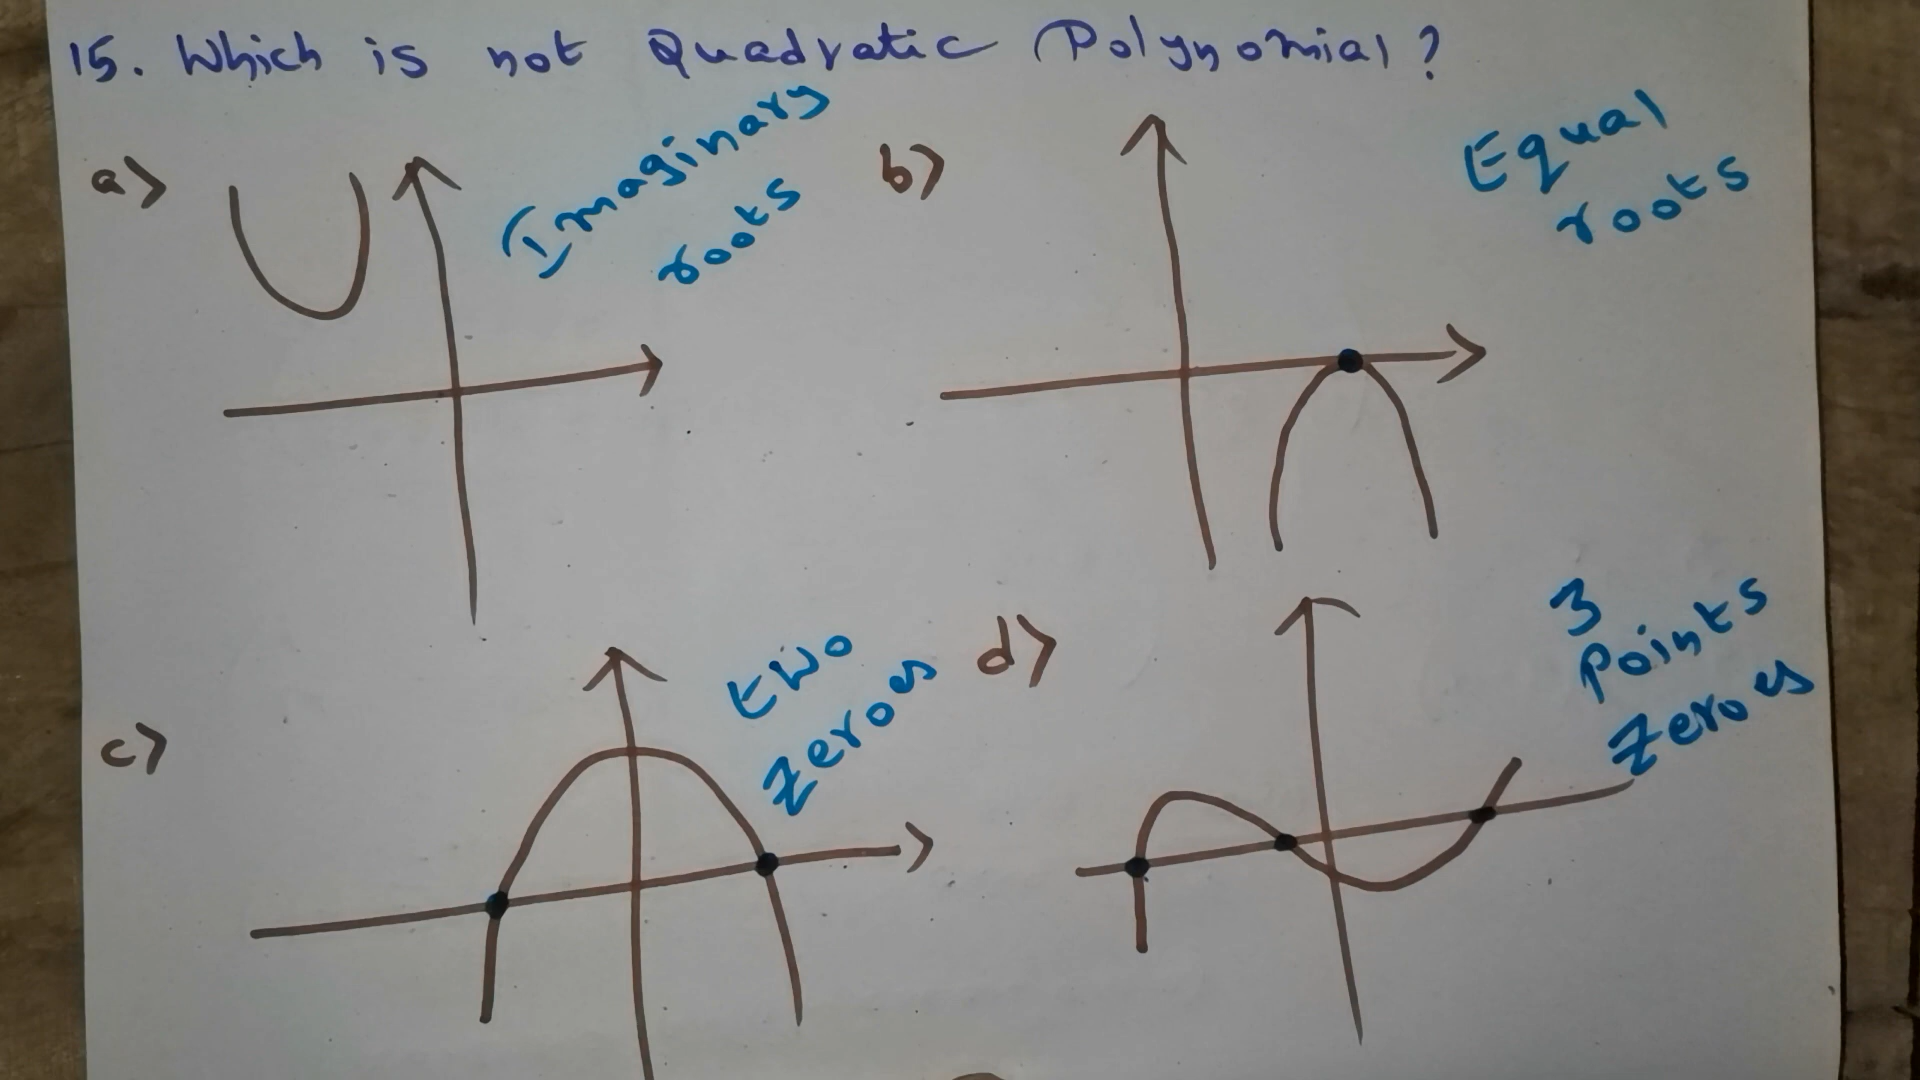 15. Which is not Quadratic Polynomial?
a)
Imaginary
roots
b)
Equal
roots
c)
two
zeroes
d)
3
Points
zeroes